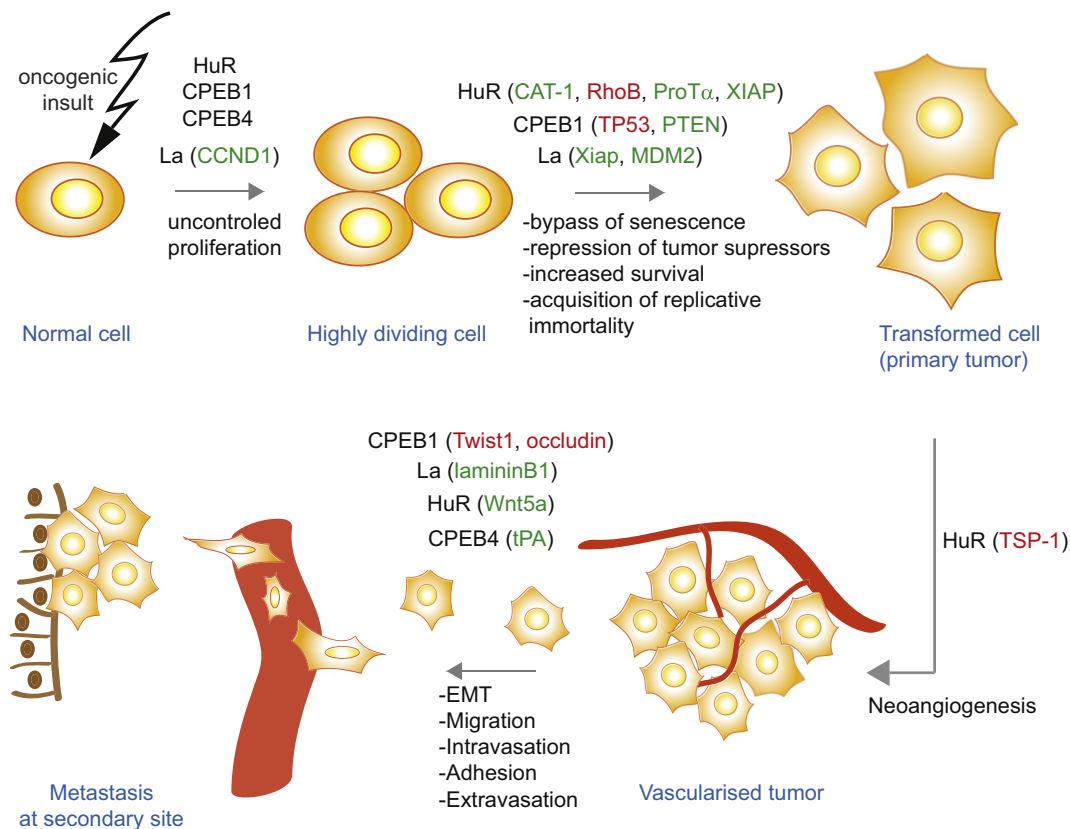 oncogenic
insult
HuR
CPEB1
CPEB4
La (CCND1)
uncontroled
proliferation
HuR (CAT-1, RhoB, ProTα, XIAP)
CPEB1 (TP53, PTEN)
La (Xiap, MDM2)
-bypass of senescence
-repression of tumor supressors
-increased survival
-acquisition of replicative
immortality
Normal cell
Highly dividing cell
Transformed cell
(primary tumor)
CPEB1 (Twist1, occludin)
La (lamininB1)
HuR (Wnt5a)
CPEB4 (tPA)
HuR (TSP-1)
Neoangiogenesis
-EMT
-Migration
-Intravasation
-Adhesion
-Extravasation
Metastasis
at secondary site
Vascularised tumor